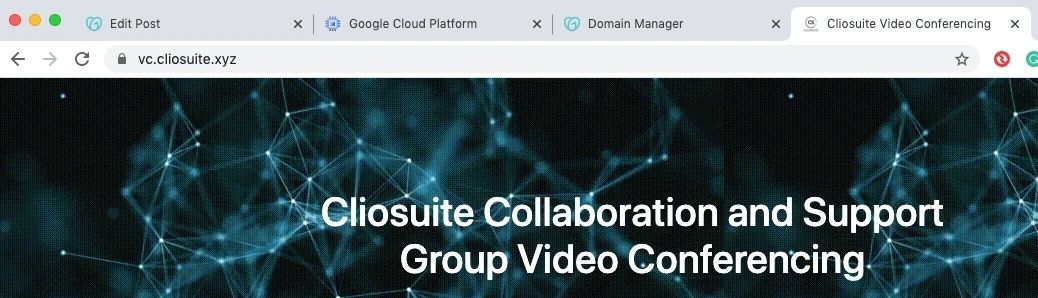 Edit Post
Google Cloud Platform
Domain Manager
Cliosuite Video Conferencing
vc.cliosuite.xyz
Cliosuite Collaboration and Support
Group Video Conferencing